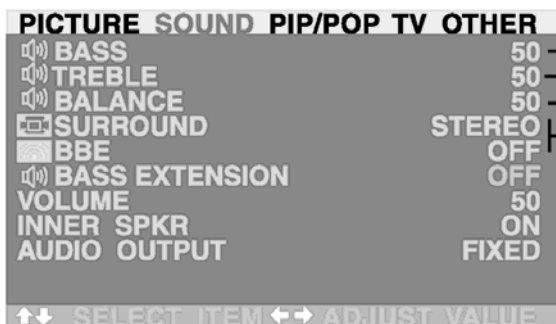 PICTURE SOUND PIP/POP TV OTHER
BASS 50
TREBLE 50
BALANCE 50
SURROUND STEREO
BBE OFF
BASS EXTENSION OFF
VOLUME 50
INNER SPKR ON
AUDIO OUTPUT FIXED
SELECT ITEM ADJUST VALUE